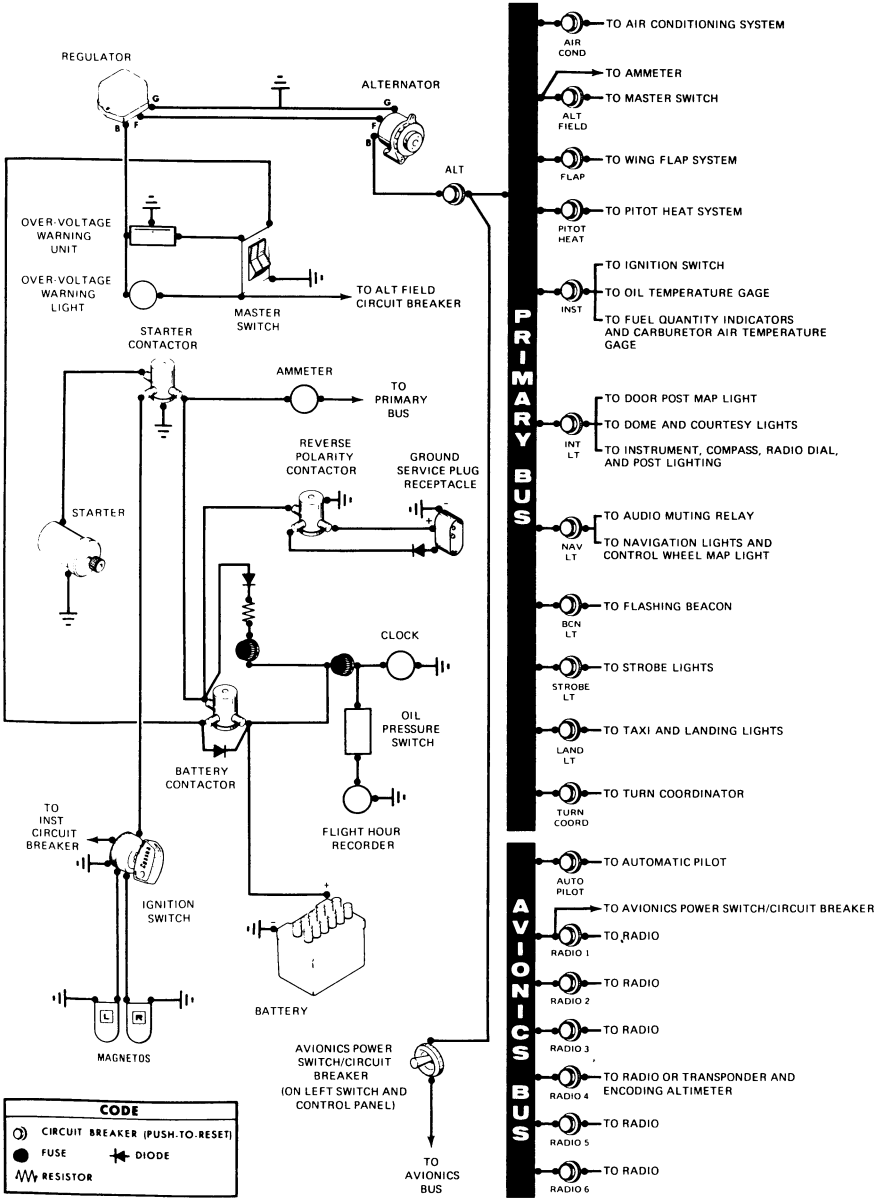 REGULATOR
G
B
F
ALTERNATOR
G
F
B
ALT
OVER-VOLTAGE
WARNING
UNIT
OVER-VOLTAGE
WARNING
LIGHT
MASTER
SWITCH
TO ALT FIELD
CIRCUIT BREAKER
STARTER
CONTACTOR
AMMETER
TO
PRIMARY
BUS
REVERSE
POLARITY
CONTACTOR
GROUND
SERVICE PLUG
RECEPTACLE
-
+
STARTER
CLOCK
OIL
PRESSURE
SWITCH
BATTERY
CONTACTOR
FLIGHT HOUR
RECORDER
TO
INST
CIRCUIT
BREAKER
IGNITION
SWITCH
+
-
BATTERY
L
R
MAGNETOS
AVIONICS POWER
SWITCH/CIRCUIT
BREAKER
(ON LEFT SWITCH AND
CONTROL PANEL)
TO
AVIONICS
BUS
CODE
CIRCUIT BREAKER (PUSH-TO-RESET)
FUSE
DIODE
RESISTOR
PRIMARY BUS
AIR
COND
TO AIR CONDITIONING SYSTEM
TO AMMETER
ALT
FIELD
TO MASTER SWITCH
FLAP
TO WING FLAP SYSTEM
PITOT
HEAT
TO PITOT HEAT SYSTEM
TO IGNITION SWITCH
INST
TO OIL TEMPERATURE GAGE
TO FUEL QUANTITY INDICATORS
AND CARBURETOR AIR TEMPERATURE
GAGE
TO DOOR POST MAP LIGHT
INT
LT
TO DOME AND COURTESY LIGHTS
TO INSTRUMENT, COMPASS, RADIO DIAL,
AND POST LIGHTING
TO AUDIO MUTING RELAY
NAV
LT
TO NAVIGATION LIGHTS AND
CONTROL WHEEL MAP LIGHT
BCN
LT
TO FLASHING BEACON
STROBE
LT
TO STROBE LIGHTS
LAND
LT
TO TAXI AND LANDING LIGHTS
TURN
COORD
TO TURN COORDINATOR
AVIONICS BUS
AUTO
PILOT
TO AUTOMATIC PILOT
TO AVIONICS POWER SWITCH/CIRCUIT BREAKER
RADIO 1
TO RADIO
RADIO 2
TO RADIO
RADIO 3
TO RADIO
RADIO 4
TO RADIO OR TRANSPONDER AND
ENCODING ALTIMETER
RADIO 5
TO RADIO
RADIO 6
TO RADIO